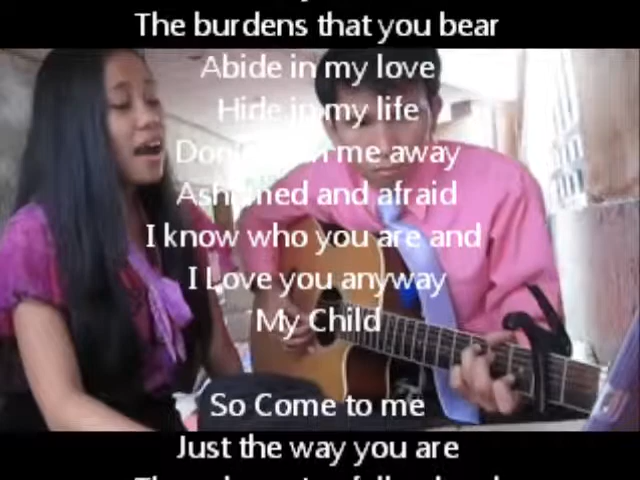 The burdens that you bear
Abide in my love
Hide in my life
me away
Ashamed and afraid
I know who you are and
I Love you anyway
My Child
So Come to me
Just the way you are